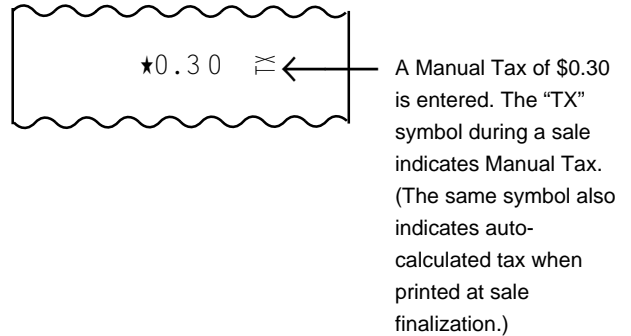 ★0.30 TX
A Manual Tax of $0.30
is entered. The “TX”
symbol during a sale
indicates Manual Tax.
(The same symbol also
indicates auto-
calculated tax when
printed at sale
finalization.)